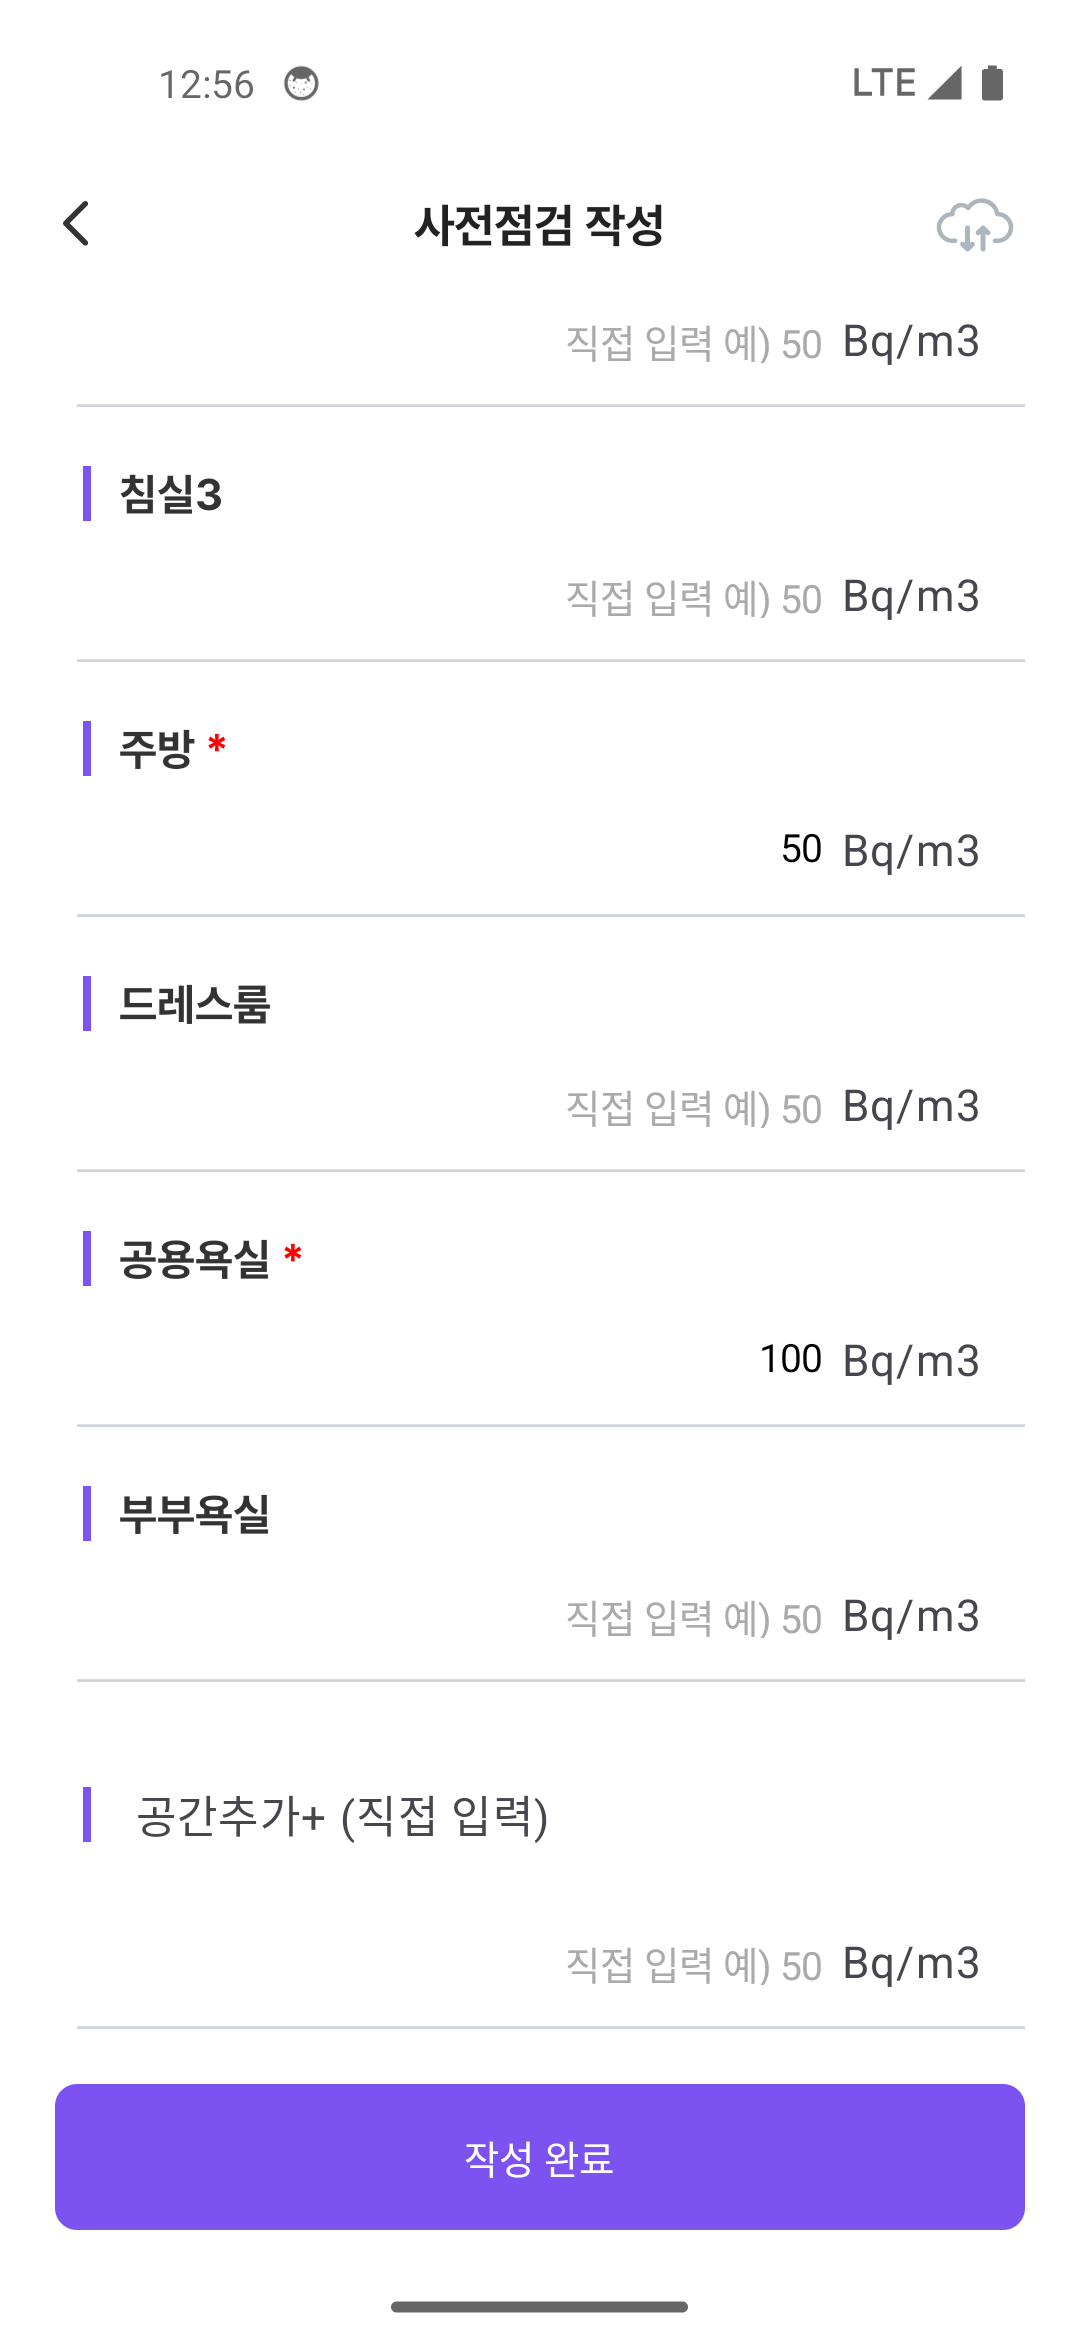 12:56 LTE
사전점검 작성
직접 입력 예) 50 Bq/m3
침실3
직접 입력 예) 50 Bq/m3
주방 *
50 Bq/m3
드레스룸
직접 입력 예) 50 Bq/m3
공용욕실 *
100 Bq/m3
부부욕실
직접 입력 예) 50 Bq/m3
공간추가+ (직접 입력)
직접 입력 예) 50 Bq/m3
작성 완료